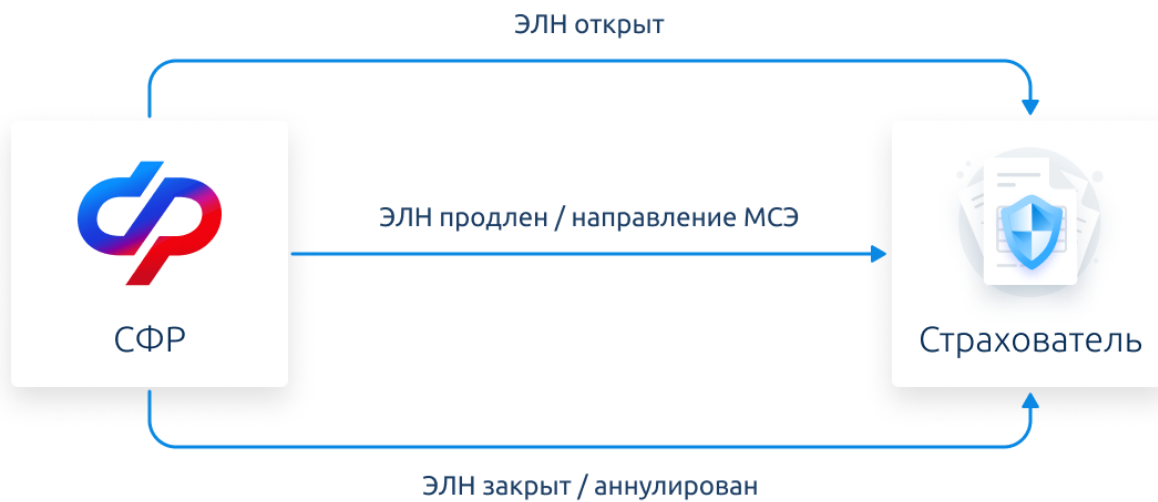 ЭЛН открыт
ЭЛН продлен / направление МСЭ
СФР
Страхователь
ЭЛН закрыт / аннулирован